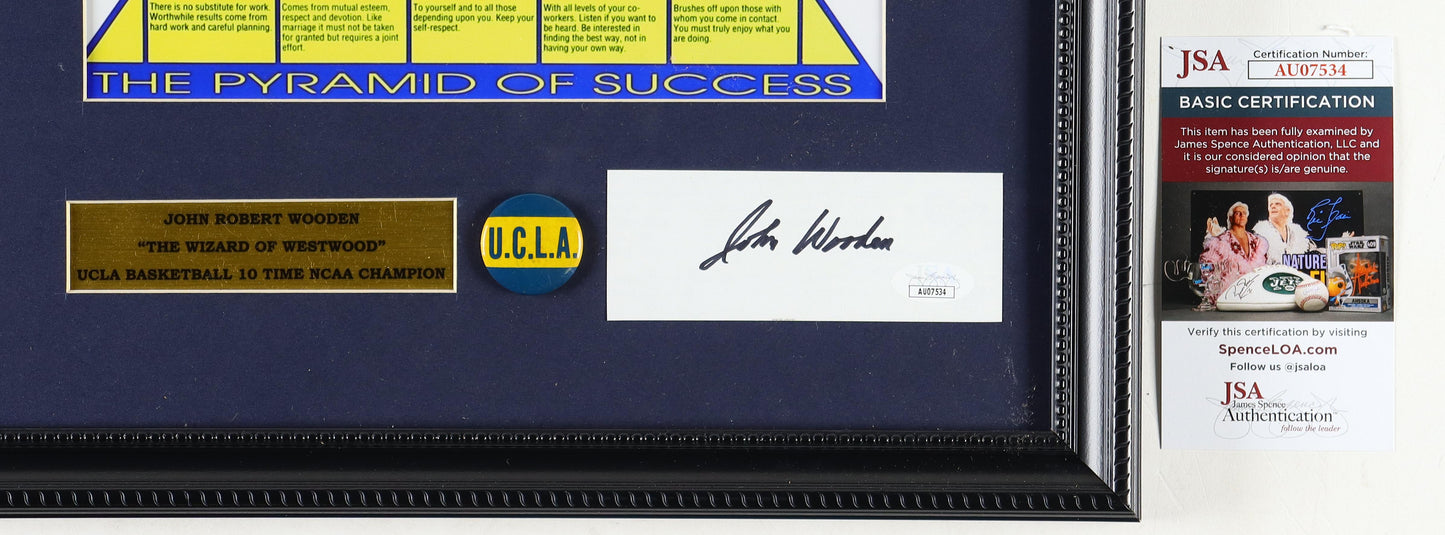 There is no substitute for work.
Worthwhile results come from
hard work and careful planning.
Comes from mutual esteem,
respect and devotion. Like
marriage it must not be taken
for granted but requires a joint
effort.
To yourself and to all those
depending upon you. Keep your
self-respect.
With all levels of your co-
workers. Listen if you want to
be heard. Be interested in
finding the best way, not in
having your own way.
Brushes off upon those with
whom you come in contact.
You must truly enjoy what you
are doing.
THE PYRAMID OF SUCCESS
JOHN ROBERT WOODEN
"THE WIZARD OF WESTWOOD"
UCLA BASKETBALL 10 TIME NCAA CHAMPION
U.C.L.A.
John Wooden
AU07534
JSA
Certification Number:
AU07534
BASIC CERTIFICATION
This item has been fully examined by
James Spence Authentication, LLC and
it is our considered opinion that the
signature(s) is/are genuine.
NATURE
JETS
AHSOKA
Verify this certification by visiting
SpenceLOA.com
Follow us @jsaloa
JSA
James Spence
Authentication™
follow the leader